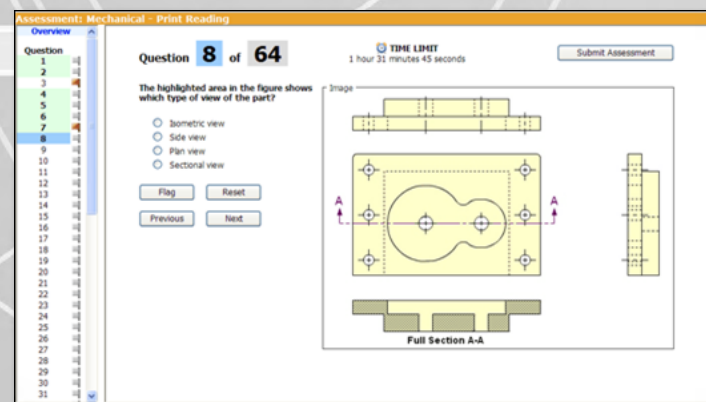 Assessment: Mechanical - Print Reading
Overview
Question
1
2
3
4
5
6
7
8
9
10
11
12
13
14
15
16
17
18
19
20
21
22
23
24
25
26
27
28
29
30
31
Question 8 of 64
TIME LIMIT
1 hour 31 minutes 45 seconds
Submit Assessment
The highlighted area in the figure shows
which type of view of the part?
Isometric view
Side view
Plan view
Sectional view
Flag
Reset
Previous
Next
Image
A
A
Full Section A-A